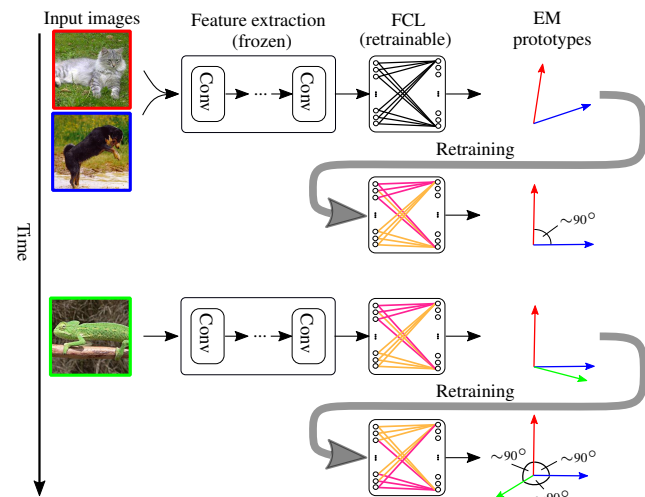 Input images
Feature extraction
(frozen)
FCL
(retrainable)
EM
prototypes
Conv
...
Conv
Retraining
~90°
Time
Conv
...
Conv
Retraining
~90°
~90°
~90°